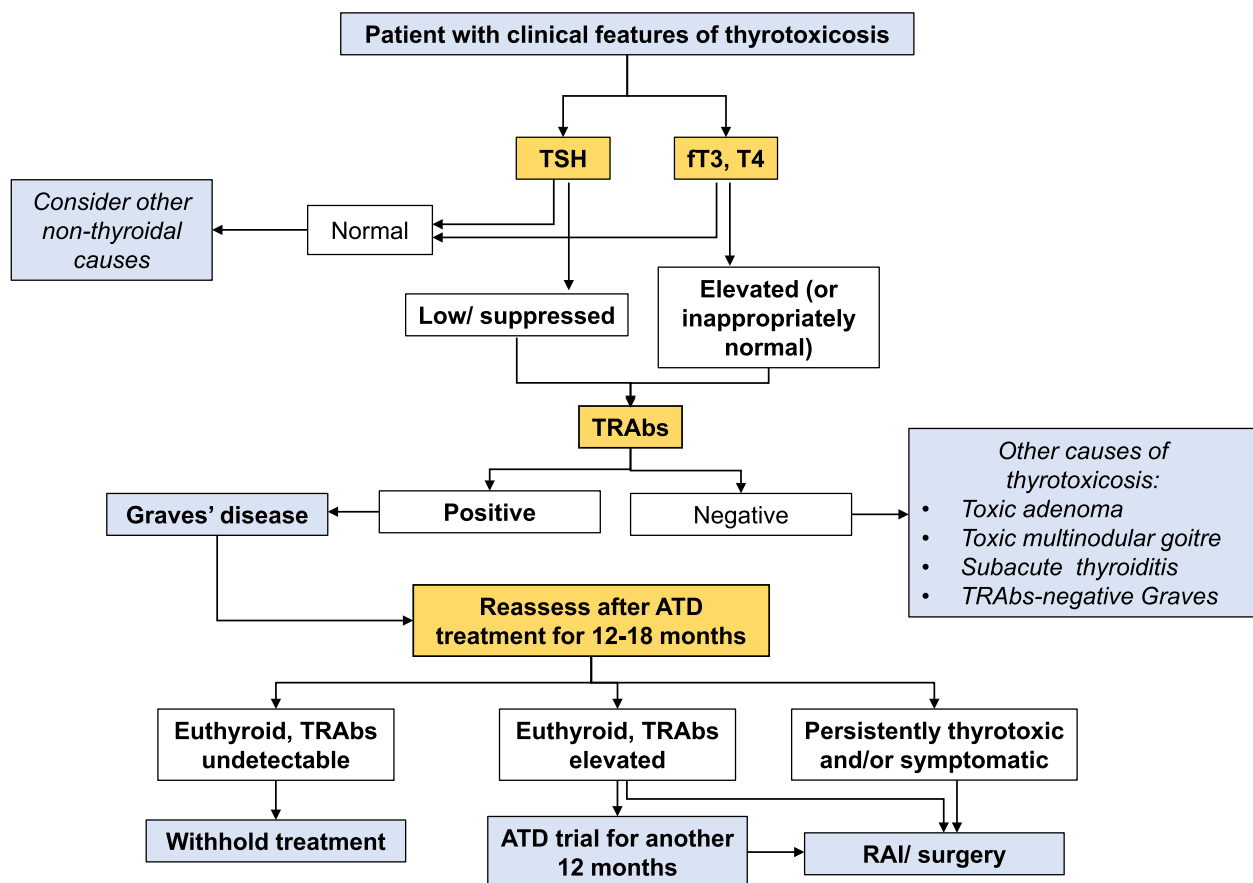 Patient with clinical features of thyrotoxicosis
TSH
fT3, T4
Consider other
non-thyroidal
causes
Normal
Low/ suppressed
Elevated (or
inappropriately
normal)
TRAbs
Graves’ disease
Positive
Negative
Other causes of
thyrotoxicosis:
• Toxic adenoma
• Toxic multinodular goitre
• Subacute thyroiditis
• TRAbs-negative Graves
Reassess after ATD
treatment for 12-18 months
Euthyroid, TRAbs
undetectable
Euthyroid, TRAbs
elevated
Persistently thyrotoxic
and/or symptomatic
Withhold treatment
ATD trial for another
12 months
RAI/ surgery